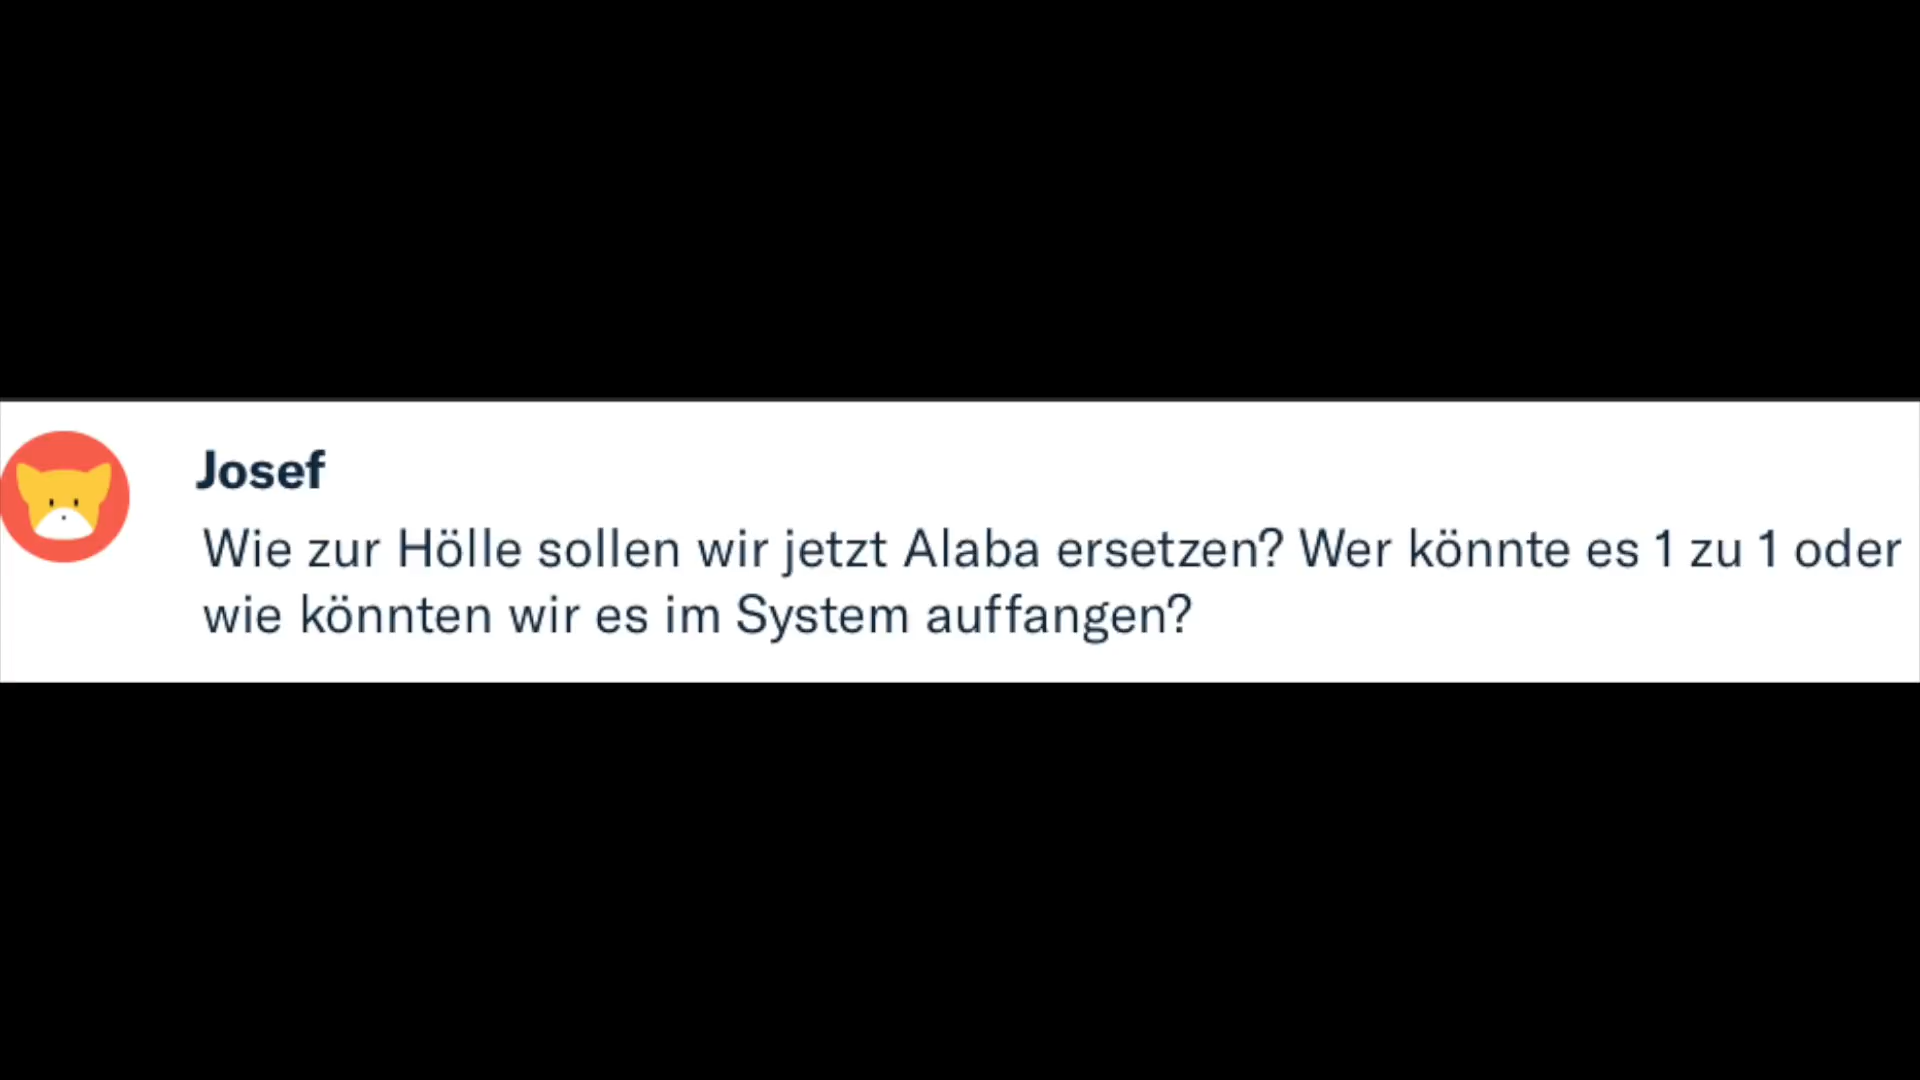 Josef
Wie zur Hölle sollen wir jetzt Alaba ersetzen? Wer könnte es 1 zu 1 oder
wie könnten wir es im System auffangen?